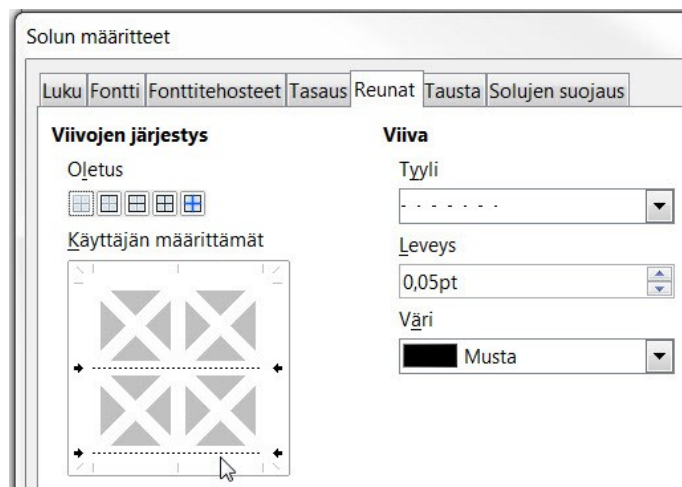 Solun määritteet
Luku Fontti Fonttitehosteet Tasaus Reunat Tausta Solujen suojaus
Viivojen järjestys
Oletus
Käyttäjän määrittämät
Viiva
Tyyli
Leveys
0,05pt
Väri
Musta